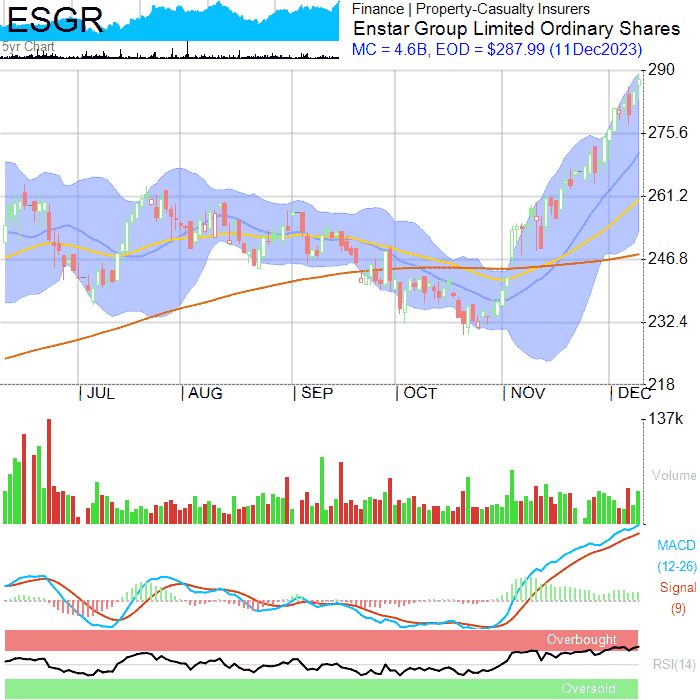 ESGR
5yr Chart
Finance | Property-Casualty Insurers
Enstar Group Limited Ordinary Shares
MC = 4.6B, EOD = $287.99 (11Dec2023)
290
275.6
261.2
246.8
232.4
218
JUL
AUG
SEP
OCT
NOV
DEC
137k
Volume
MACD
(12-26)
Signal
(9)
Overbought
RSI(14)
Oversold